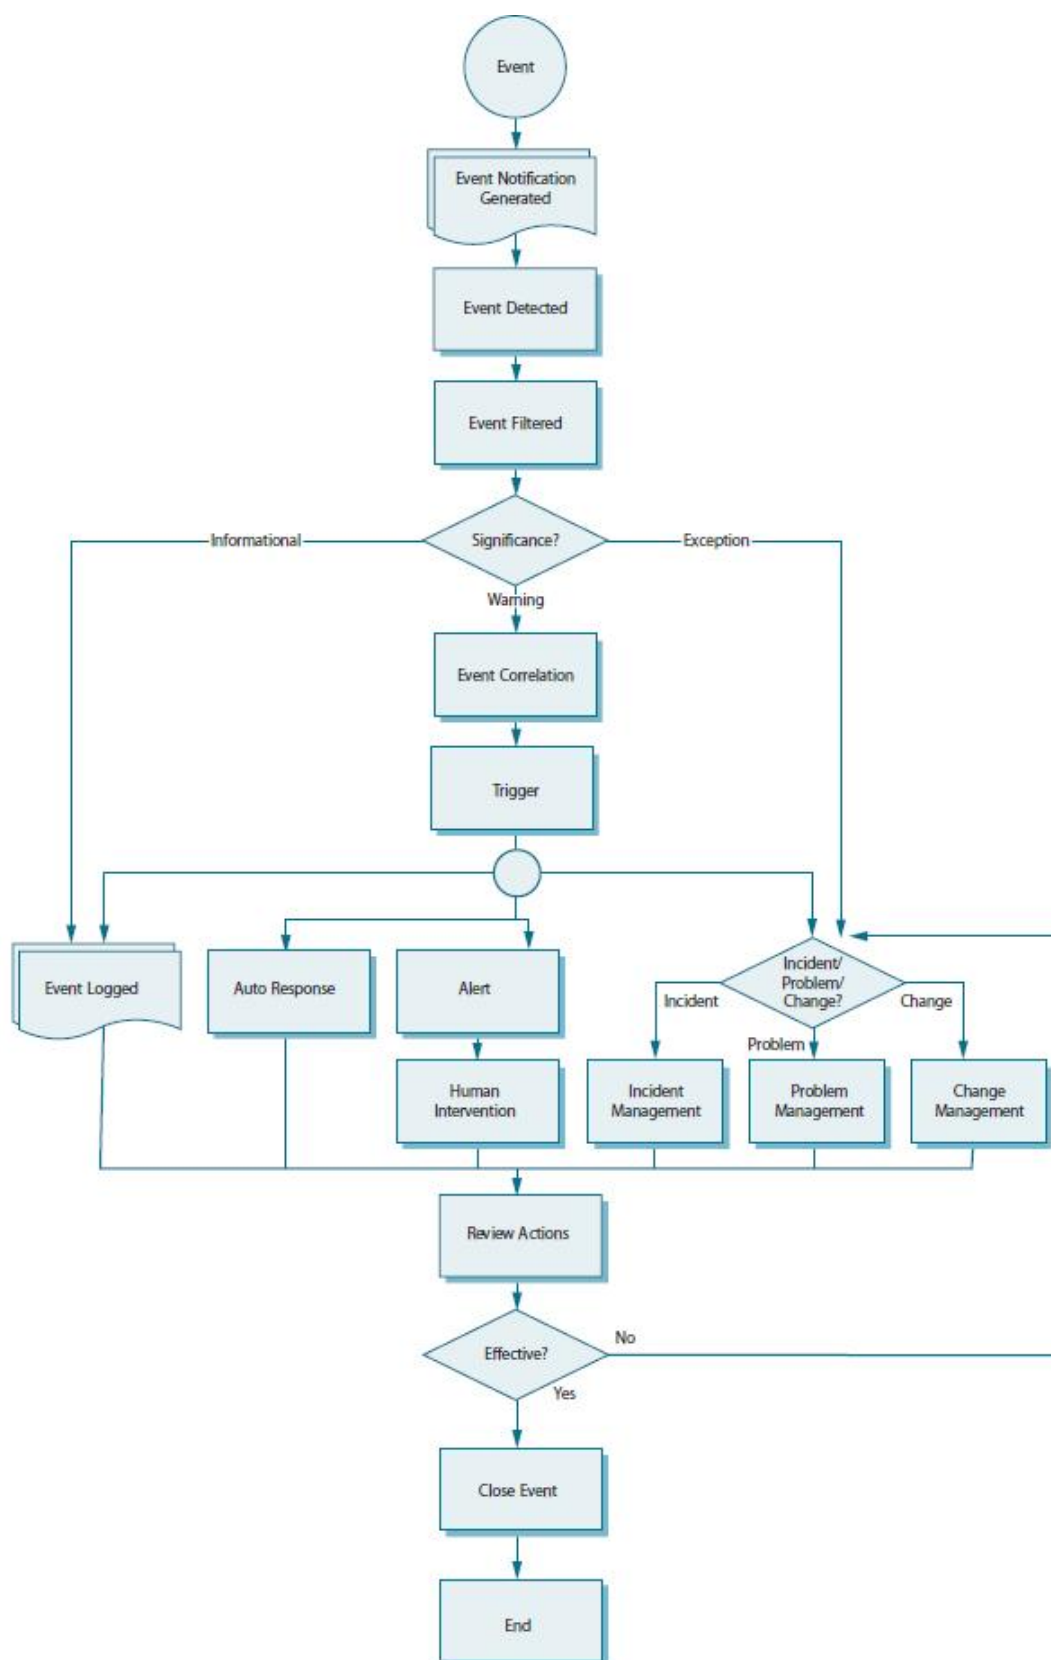 Event
Event Notification
Generated
Event Detected
Event Filtered
Informational
Significance?
Exception
Warning
Event Correlation
Trigger
Event Logged
Auto Response
Alert
Incident/
Problem/
Change?
Incident
Change
Problem
Human
Intervention
Incident
Management
Problem
Management
Change
Management
Review Actions
Effective?
No
Yes
Close Event
End